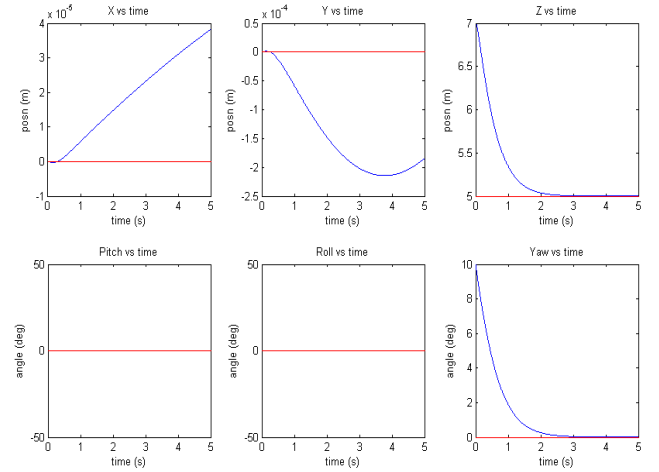 X vs time
x 10^-5
4
3
2
1
0
-1
posn (m)
0 1 2 3 4 5
time (s)
Y vs time
x 10^-4
0.5
0
-0.5
-1
-1.5
-2
-2.5
posn (m)
0 1 2 3 4 5
time (s)
Z vs time
7
6.5
6
5.5
5
posn (m)
0 1 2 3 4 5
time (s)
Pitch vs time
50
0
-50
angle (deg)
0 1 2 3 4 5
time (s)
Roll vs time
50
0
-50
angle (deg)
0 1 2 3 4 5
time (s)
Yaw vs time
10
8
6
4
2
0
angle (deg)
0 1 2 3 4 5
time (s)